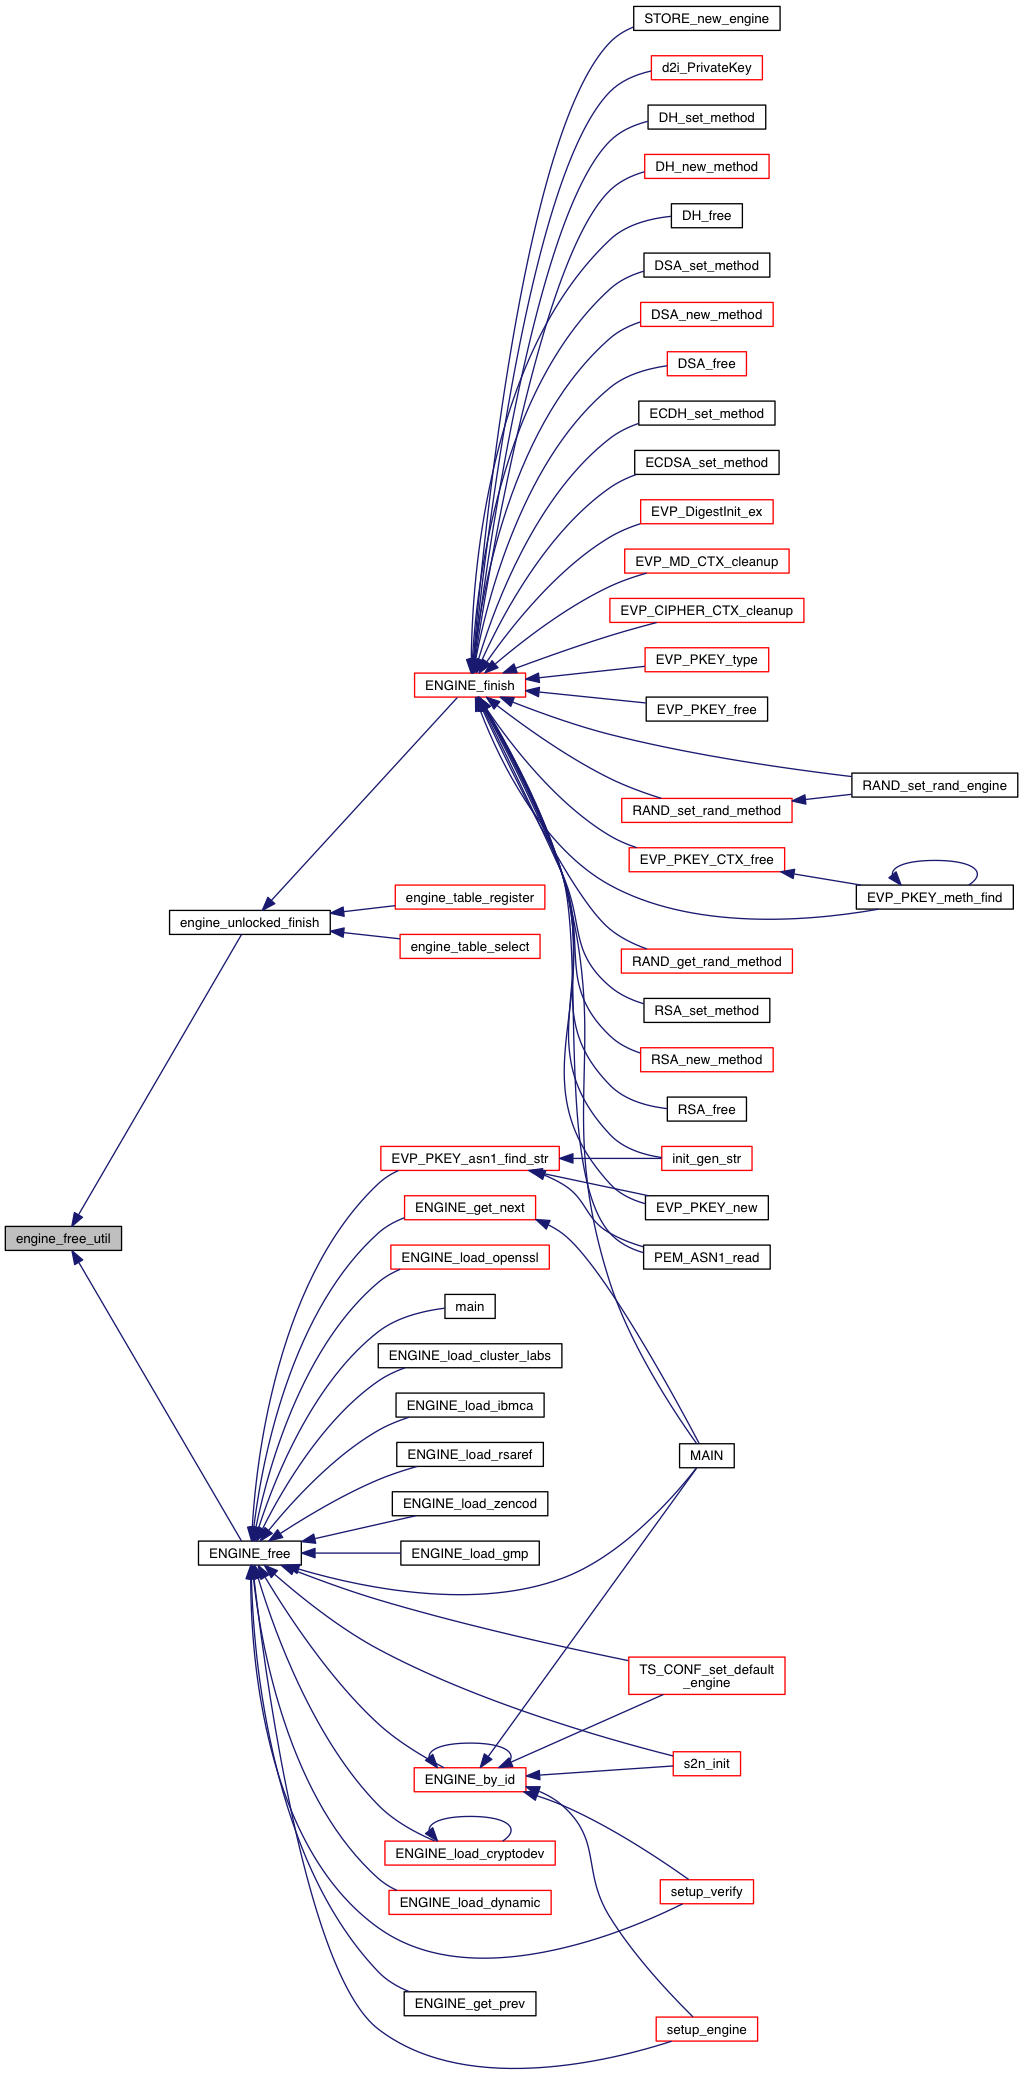 STORE_new_engine
d2i_PrivateKey
DH_set_method
DH_new_method
DH_free
DSA_set_method
DSA_new_method
DSA_free
ECDH_set_method
ECDSA_set_method
EVP_DigestInit_ex
EVP_MD_CTX_cleanup
EVP_CIPHER_CTX_cleanup
EVP_PKEY_type
ENGINE_finish
EVP_PKEY_free
RAND_set_rand_engine
RAND_set_rand_method
EVP_PKEY_CTX_free
EVP_PKEY_meth_find
engine_table_register
engine_unlocked_finish
engine_table_select
RAND_get_rand_method
RSA_set_method
RSA_new_method
RSA_free
EVP_PKEY_asn1_find_str
init_gen_str
ENGINE_get_next
EVP_PKEY_new
engine_free_util
ENGINE_load_openssl
PEM_ASN1_read
main
ENGINE_load_cluster_labs
ENGINE_load_ibmca
ENGINE_load_rsaref
MAIN
ENGINE_load_zencod
ENGINE_free
ENGINE_load_gmp
TS_CONF_set_default
_engine
s2n_init
ENGINE_by_id
ENGINE_load_cryptodev
setup_verify
ENGINE_load_dynamic
ENGINE_get_prev
setup_engine